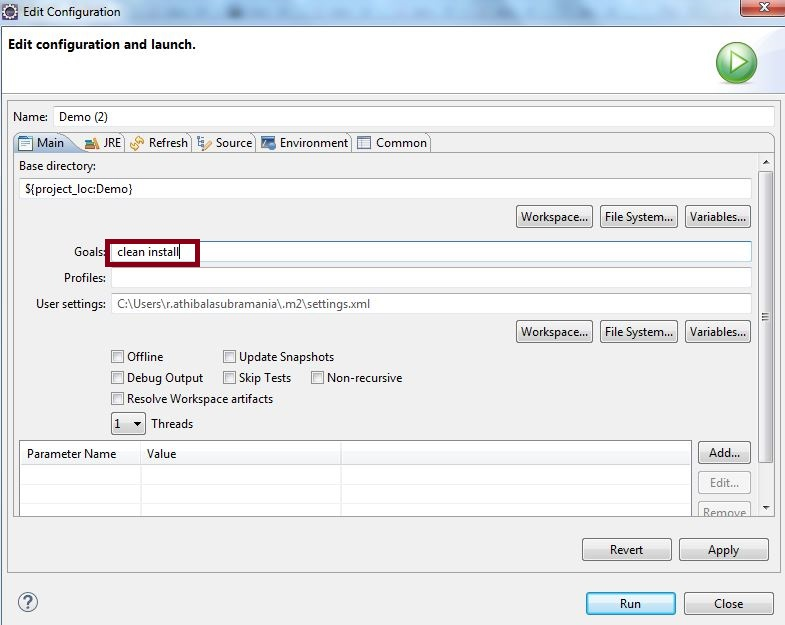 Edit Configuration
Edit configuration and launch.
Name: Demo (2)
Main JRE Refresh Source Environment Common
Base directory:
${project_loc:Demo}
Workspace... File System... Variables...
Goals: clean install
Profiles:
User settings: C:\Users\r.athibalasubramania\.m2\settings.xml
Workspace... File System... Variables...
Offline Update Snapshots
Debug Output Skip Tests Non-recursive
Resolve Workspace artifacts
1 Threads
Parameter Name Value Add...
Edit...
Remove
Revert Apply
? Run Close